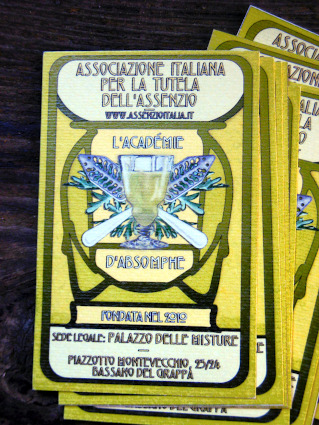 ASSOCIAZIONE ITALIANA
PER LA TUTELA
DELL'ASSENZIO
WWW.ASSENZIOITALIA.IT
L'ACADÉMIE
D'ABSOMPHE
FONDATA NEL 2010
SEDE LEGALE: PALAZZO DELLE MISTURE
PIAZZOTTO MONTEVECCHIO, 25/24
BASSANO DEL GRAPPA